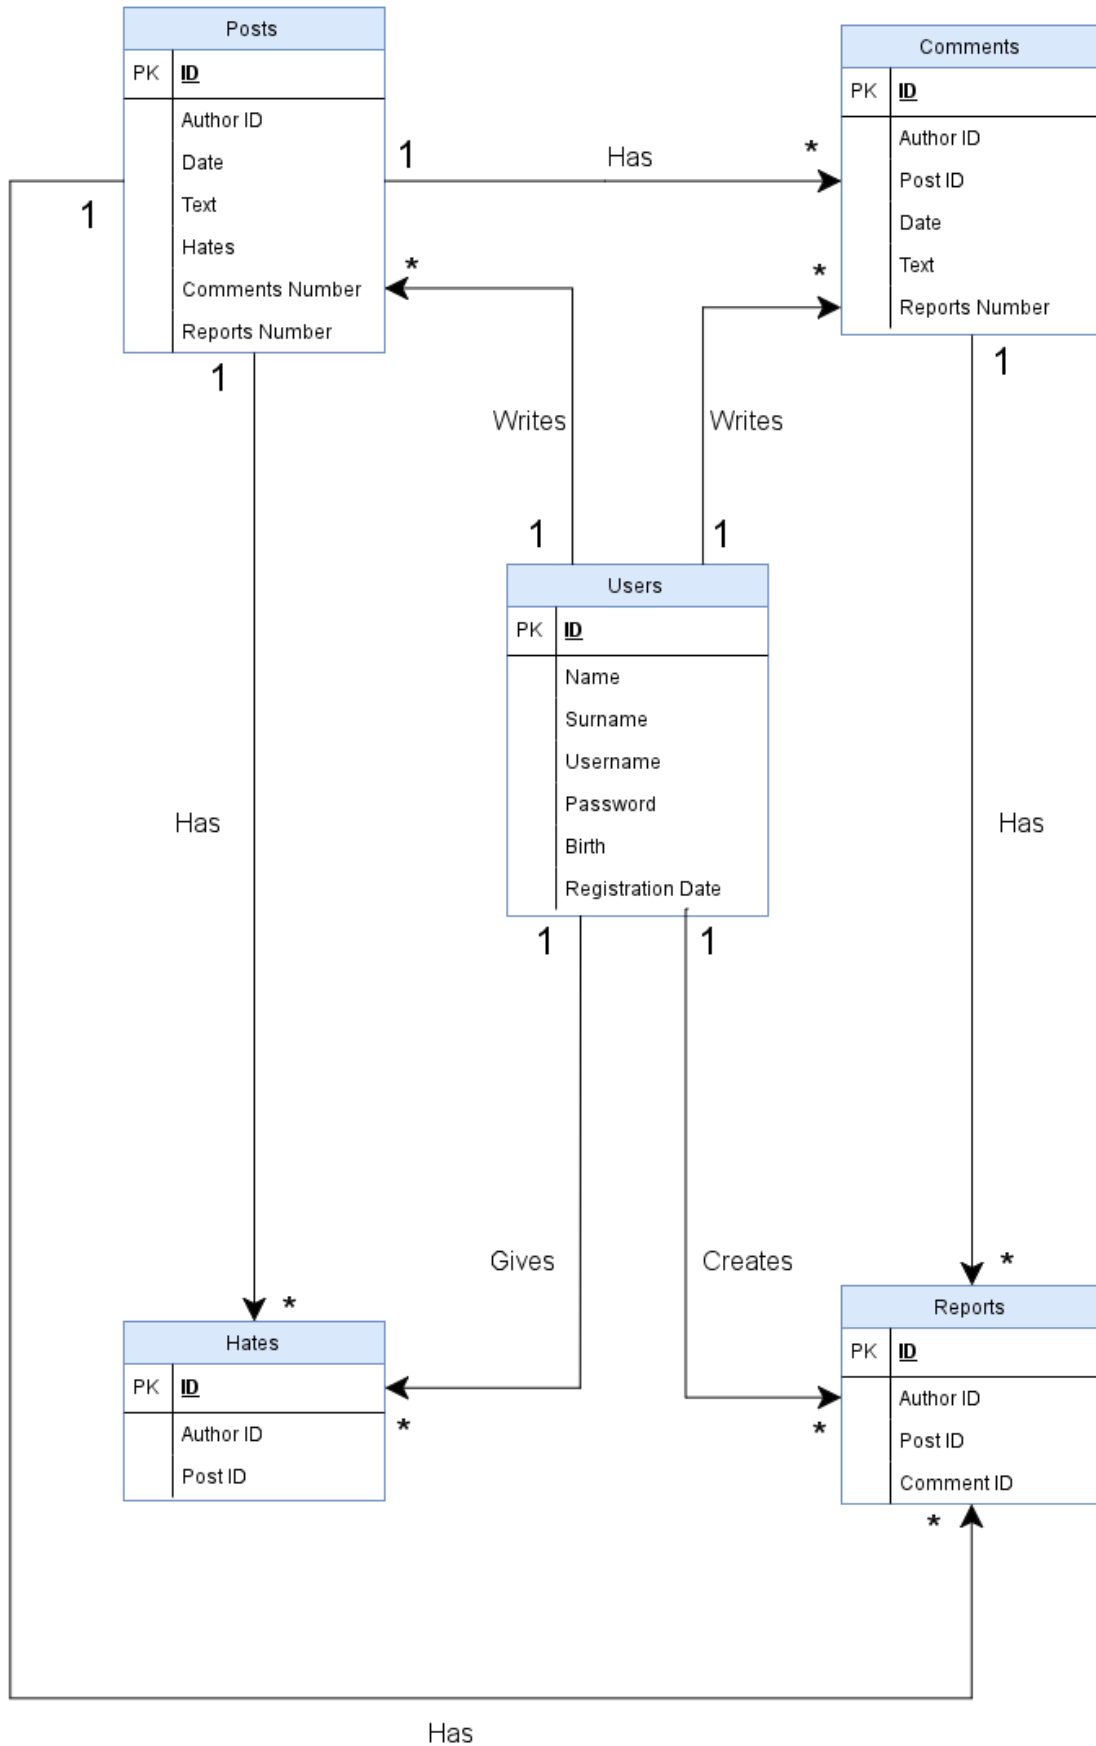 Posts
PK ID
Author ID
Date
Text
Hates
Comments Number
Reports Number
Comments
PK ID
Author ID
Post ID
Date
Text
Reports Number
1
Has
*
1
*
*
1
1
Writes
Writes
1
1
Users
PK ID
Name
Surname
Username
Password
Birth
Registration Date
Has
Has
1
1
Gives
Creates
*
*
Hates
PK ID
Author ID
Post ID
*
Reports
PK ID
Author ID
Post ID
Comment ID
*
*
Has